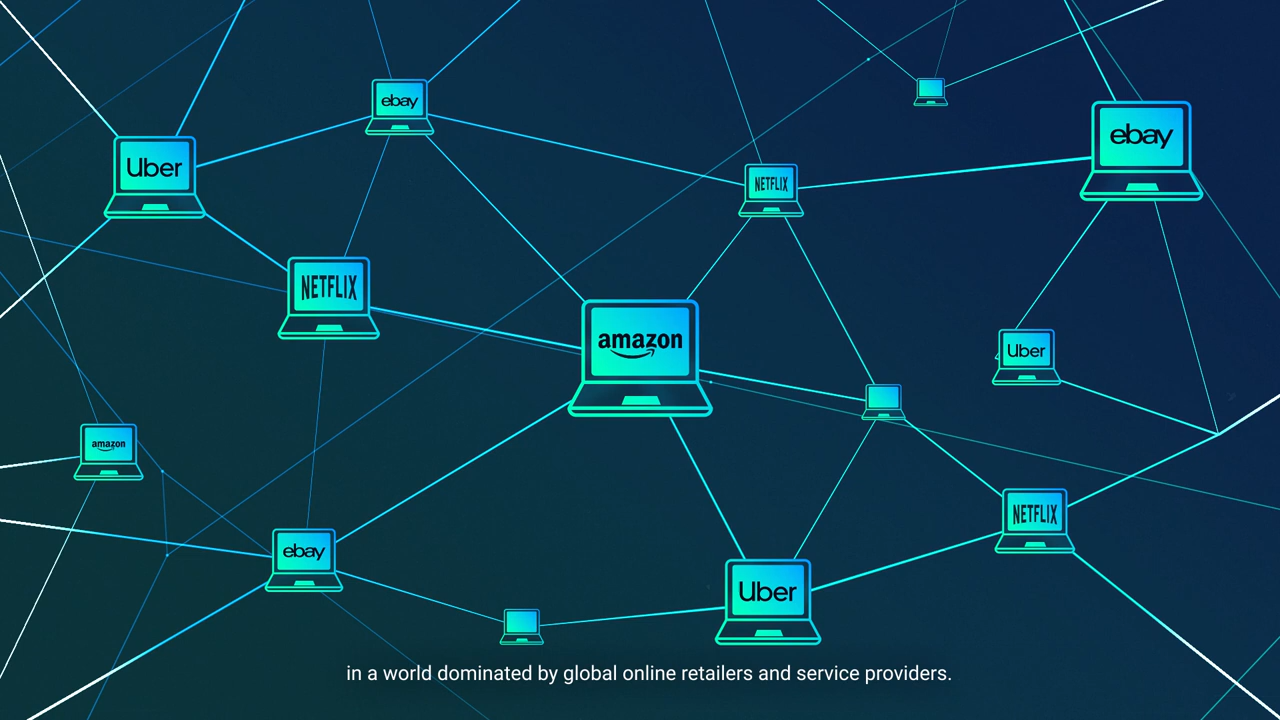 ebay
Uber
ebay
NETFLIX
NETFLIX
amazon
Uber
amazon
NETFLIX
ebay
Uber
in a world dominated by global online retailers and service providers.